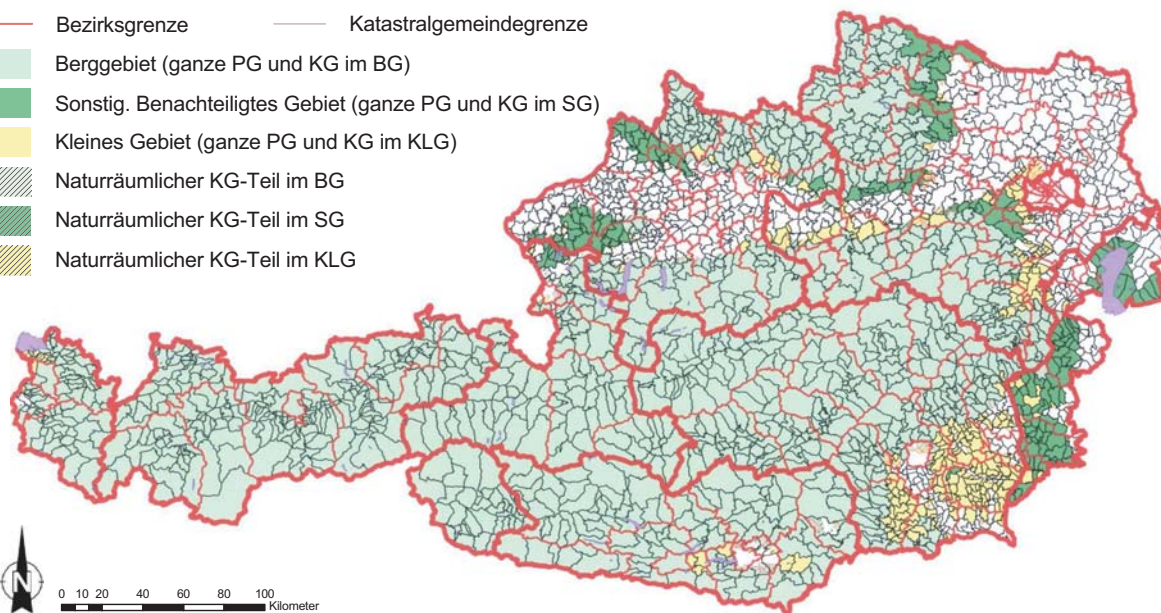 Bezirksgrenze Katastralgemeindegrenze
Berggebiet (ganze PG und KG im BG)
Sonstig. Benachteiligtes Gebiet (ganze PG und KG im SG)
Kleines Gebiet (ganze PG und KG im KLG)
Naturräumlicher KG-Teil im BG
Naturräumlicher KG-Teil im SG
Naturräumlicher KG-Teil im KLG
N
0 10 20 40 60 80 100
Kilometer